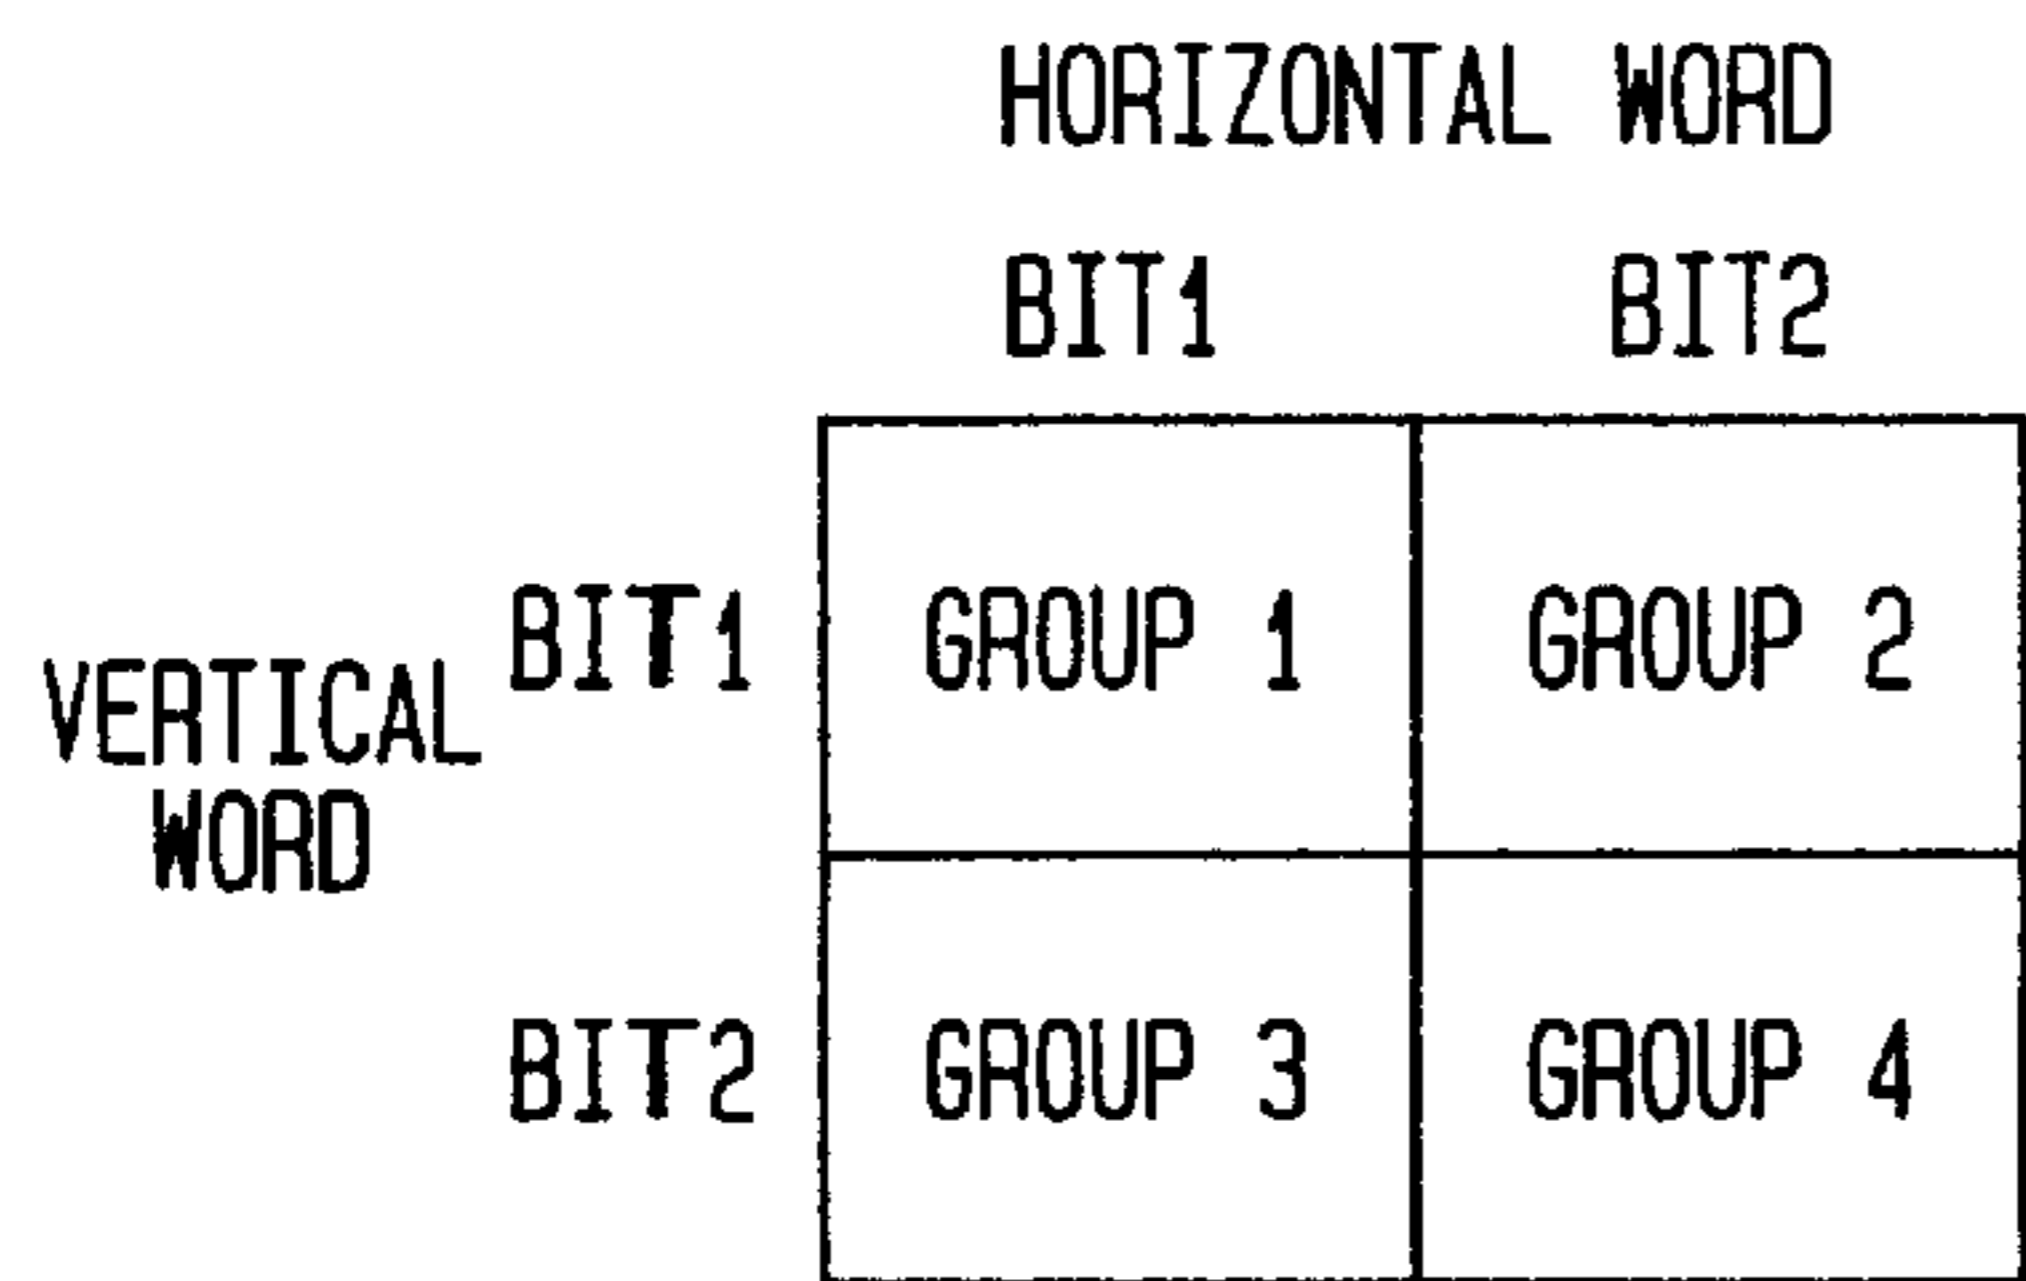 HORIZONTAL WORD
BIT1 BIT2
BIT1 GROUP 1 GROUP 2
VERTICAL
WORD
BIT2 GROUP 3 GROUP 4